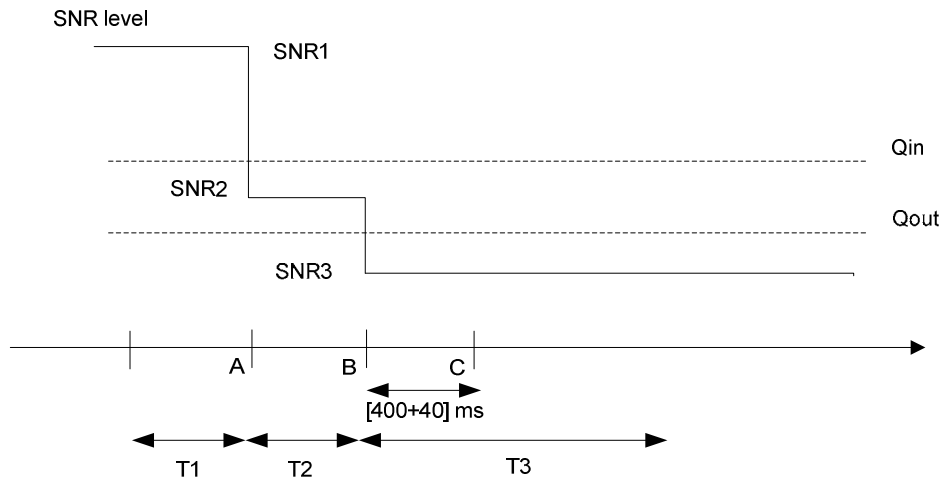 SNR level
SNR1
Qin
SNR2
Qout
SNR3
A
B
C
[400+40] ms
T1
T2
T3